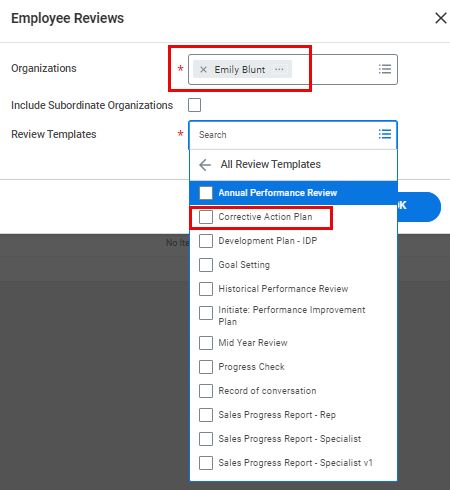 Employee Reviews
Organizations * × Emily Blunt ···
Include Subordinate Organizations
Review Templates * Search
All Review Templates
Annual Performance Review
Corrective Action Plan
Development Plan - IDP
Goal Setting
Historical Performance Review
Initiate: Performance Improvement
Plan
Mid Year Review
Progress Check
Record of conversation
Sales Progress Report - Rep
Sales Progress Report - Specialist
Sales Progress Report - Specialist v1
OK
No